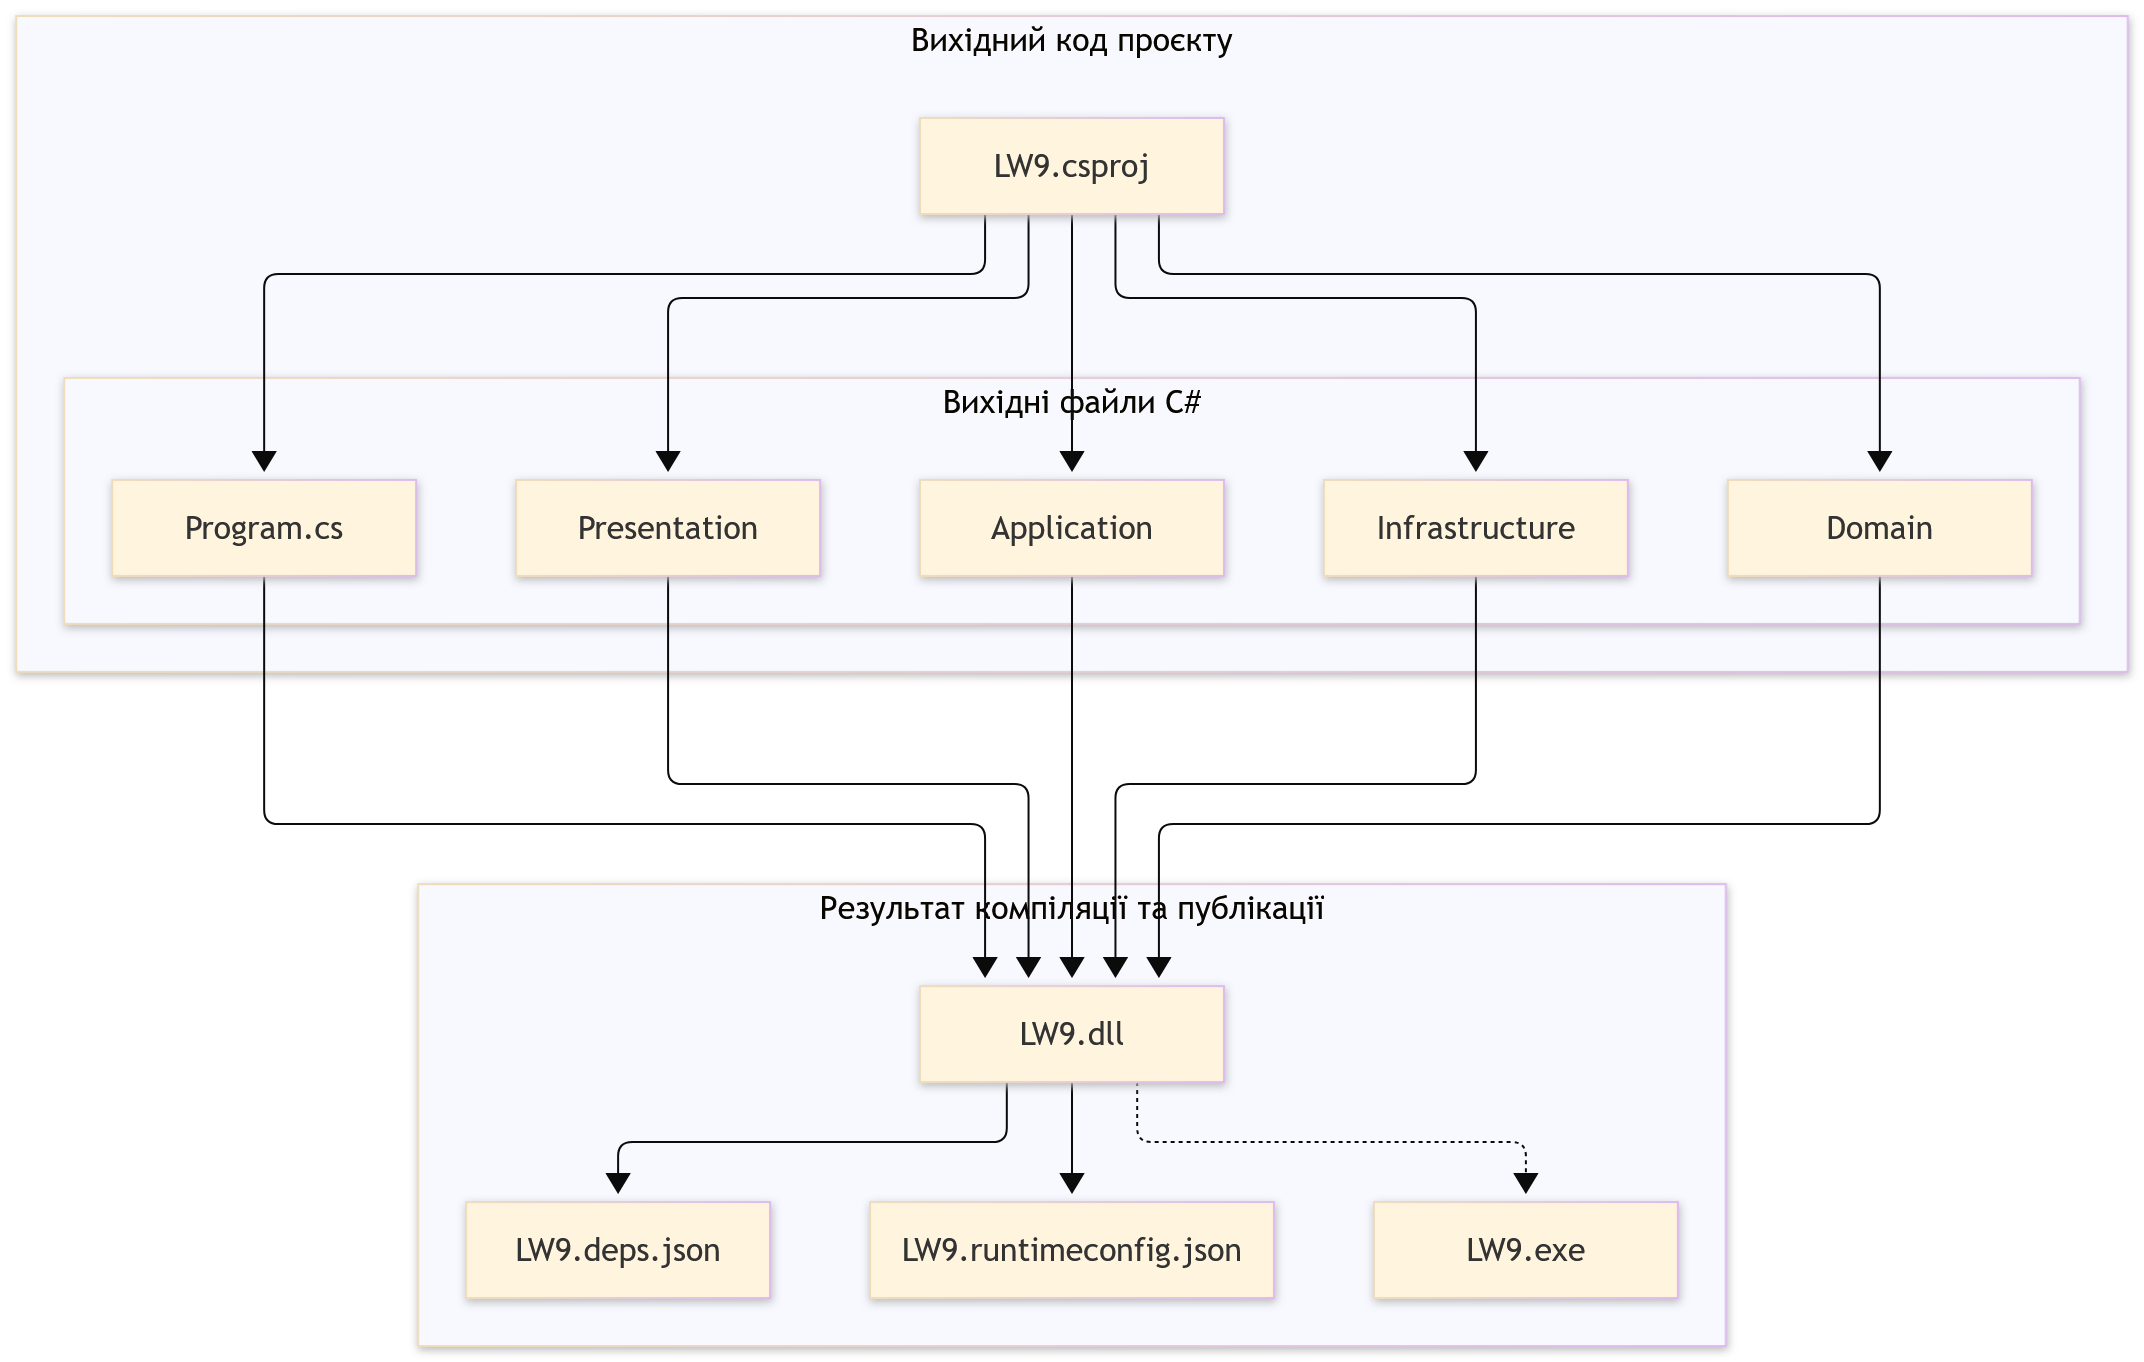 Вихідний код проєкту
LW9.csproj
Вихідні файли C#
Program.cs
Presentation
Application
Infrastructure
Domain
Результат компіляції та публікації
LW9.dll
LW9.deps.json
LW9.runtimeconfig.json
LW9.exe